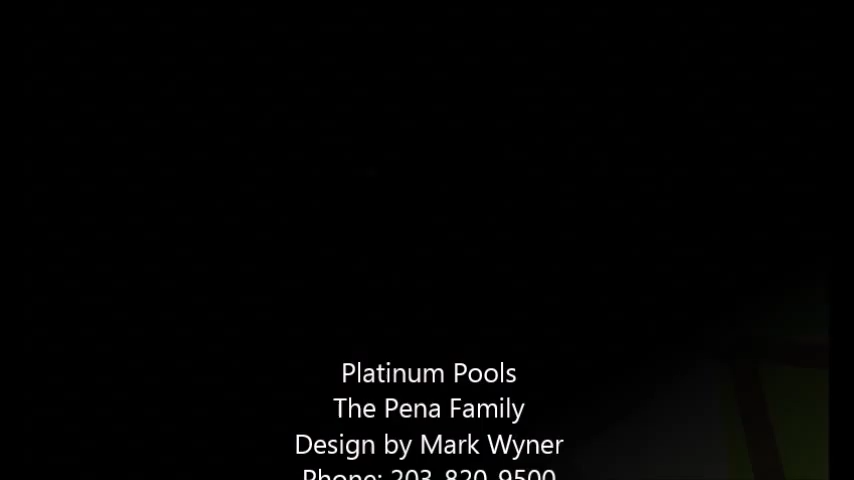 Platinum Pools
The Pena Family
Design by Mark Wyner
Phone: 203-820-9500